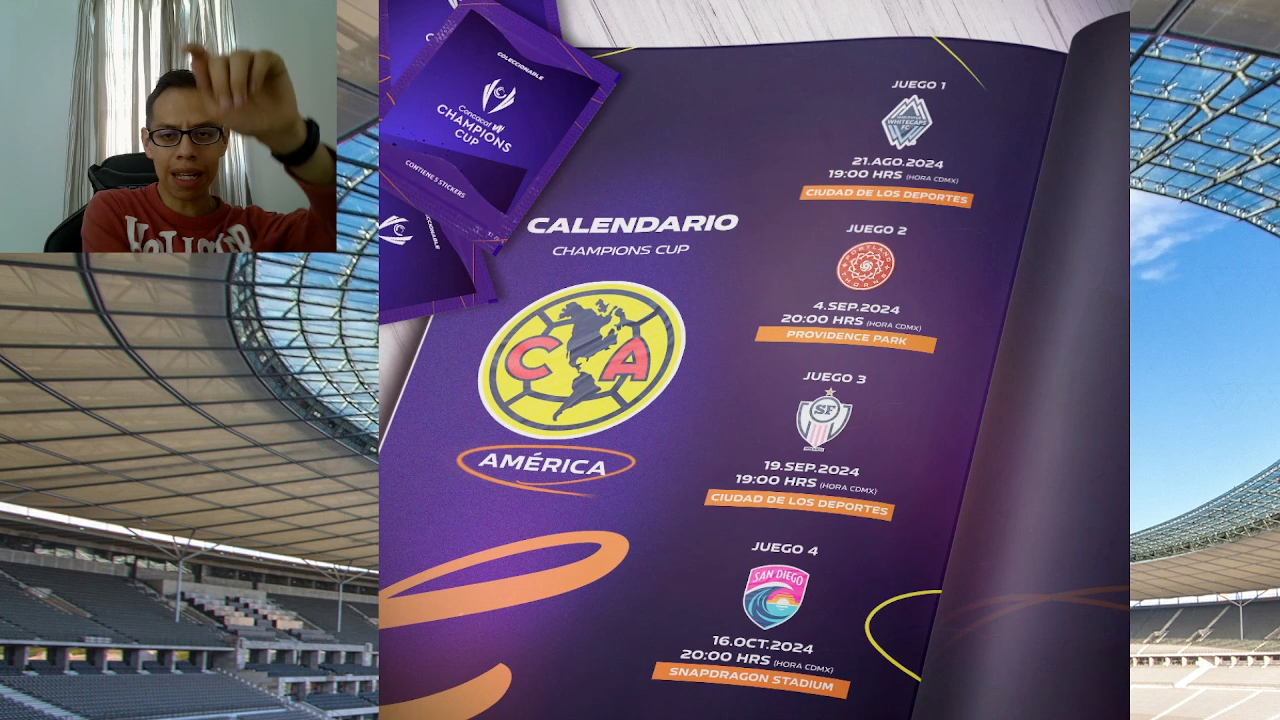 COLECCIONABLE
Concacaf W
CHAMPIONS
CUP
CONTIENE 5 STICKERS
COLECCIONABLE
CALENDARIO
CHAMPIONS CUP
CA
AMÉRICA
JUEGO 1
WHITECAPS FC
21.AGO.2024
19:00 HRS (HORA CDMX)
CIUDAD DE LOS DEPORTES
JUEGO 2
PORTLAND
THORNS
4.SEP.2024
20:00 HRS (HORA CDMX)
PROVIDENCE PARK
JUEGO 3
SF
19.SEP.2024
19:00 HRS (HORA CDMX)
CIUDAD DE LOS DEPORTES
JUEGO 4
SAN DIEGO
16.OCT.2024
20:00 HRS (HORA CDMX)
SNAPDRAGON STADIUM